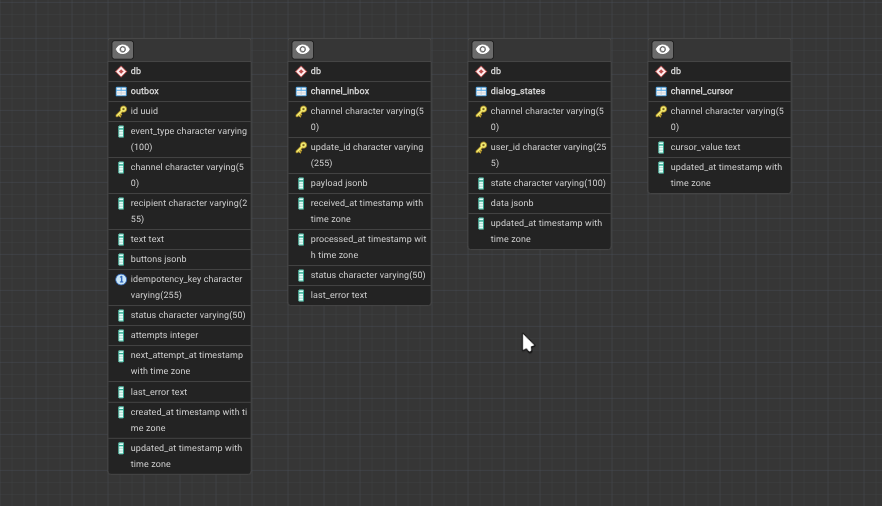 db
outbox
id uuid
event_type character varying
(100)
channel character varying(5
0)
recipient character varying(2
55)
text text
buttons jsonb
idempotency_key character
varying(255)
status character varying(50)
attempts integer
next_attempt_at timestamp
with time zone
last_error text
created_at timestamp with ti
me zone
updated_at timestamp with
time zone
db
channel_inbox
channel character varying(5
0)
update_id character varying
(255)
payload jsonb
received_at timestamp with
time zone
processed_at timestamp wit
h time zone
status character varying(50)
last_error text
db
dialog_states
channel character varying(5
0)
user_id character varying(25
5)
state character varying(100)
data jsonb
updated_at timestamp with
time zone
db
channel_cursor
channel character varying(5
0)
cursor_value text
updated_at timestamp with
time zone